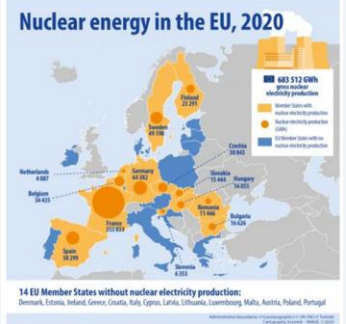 Nuclear energy in the EU, 2020
683 512 GWh
gross nuclear
electricity production
Member States with
nuclear electricity production
Nuclear electricity production
(GWh)
EU Member States with no
nuclear electricity production
Finland
23 291
Sweden
49 198
Netherlands
4 087
Belgium
34 435
Germany
64 382
Czechia
30 043
Slovakia
15 444
Hungary
16 055
France
353 833
Romania
11 466
Bulgaria
16 626
Spain
58 299
Slovenia
6 353
14 EU Member States without nuclear electricity production:
Denmark, Estonia, Ireland, Greece, Croatia, Italy, Cyprus, Latvia, Lithuania, Luxembourg, Malta, Austria, Poland, Portugal